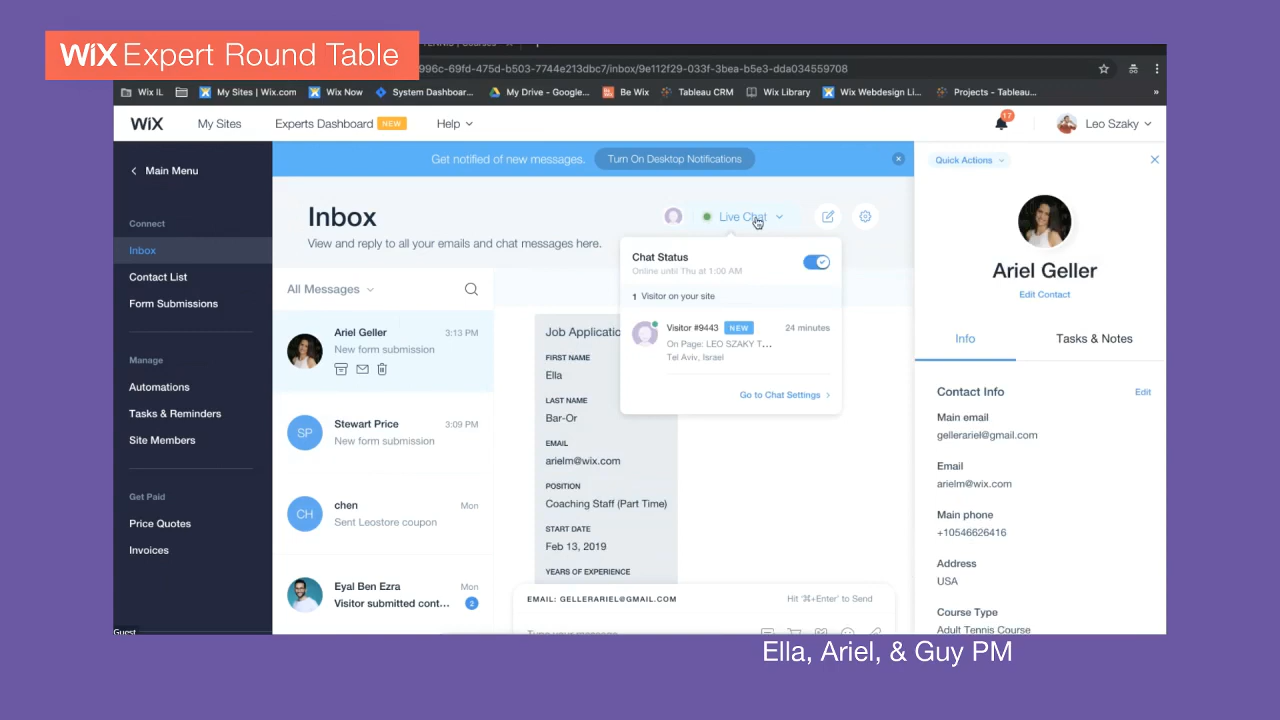 WiX Expert Round Table
996c-69fd-475d-b503-7744e213dbc7/inbox/9e112f29-033f-3bea-b5e3-dda034559708
Wix IL
My Sites | Wix.com
Wix Now
System Dashboar...
My Drive - Google...
Be Wix
Tableau CRM
Wix Library
Wix Webdesign Li...
Projects - Tableau...
»
WiX
My Sites
Experts Dashboard NEW
Help
17
Leo Szaky
Main Menu
Connect
Inbox
Contact List
Form Submissions
Manage
Automations
Tasks & Reminders
Site Members
Get Paid
Price Quotes
Invoices
Guest
Get notified of new messages. Turn On Desktop Notifications
Inbox
View and reply to all your emails and chat messages here.
Live Chat
All Messages
Ariel Geller 3:13 PM
New form submission
SP
Stewart Price 3:09 PM
New form submission
CH
chen Mon
Sent Leostore coupon
Eyal Ben Ezra Mon
Visitor submitted cont... 2
Chat Status
Online until Thu at 1:00 AM
1 Visitor on your site
Visitor #9443 NEW 24 minutes
On Page: LEO SZAKY T...
Tel Aviv, Israel
Go to Chat Settings
Job Applicatio
FIRST NAME
Ella
LAST NAME
Bar-Or
EMAIL
arielm@wix.com
POSITION
Coaching Staff (Part Time)
START DATE
Feb 13, 2019
YEARS OF EXPERIENCE
EMAIL: GELLERARIEL@GMAIL.COM
Hit '⌘+Enter' to Send
Type your message
Quick Actions
Ariel Geller
Edit Contact
Info
Tasks & Notes
Contact Info
Edit
Main email
gellerariel@gmail.com
Email
arielm@wix.com
Main phone
+10546626416
Address
USA
Course Type
Adult Tennis Course
Ella, Ariel, & Guy PM